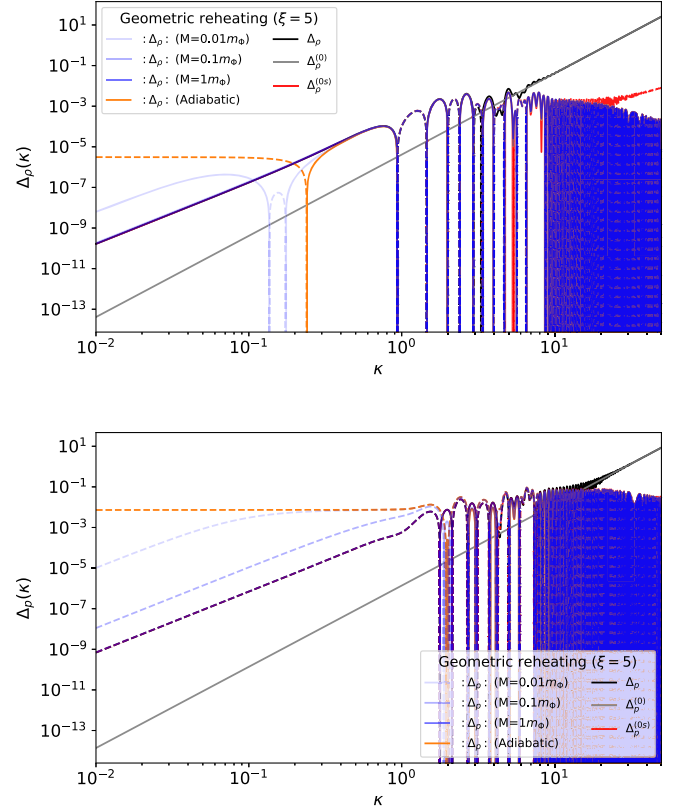 Geometric reheating (ξ = 5)
: Δρ : (M=0.01mΦ)
: Δρ : (M=0.1mΦ)
: Δρ : (M=1mΦ)
: Δρ : (Adiabatic)
Δρ
Δρ^(0)
Δρ^(0s)
Δρ(κ)
10^1
10^−1
10^−3
10^−5
10^−7
10^−9
10^−11
10^−13
10^−2
10^−1
10^0
10^1
κ
Δp(κ)
10^1
10^−1
10^−3
10^−5
10^−7
10^−9
10^−11
10^−13
Geometric reheating (ξ = 5)
: Δp : (M=0.01mΦ)
: Δp : (M=0.1mΦ)
: Δp : (M=1mΦ)
: Δp : (Adiabatic)
Δp
Δp^(0)
Δp^(0s)
10^−2
10^−1
10^0
10^1
κ